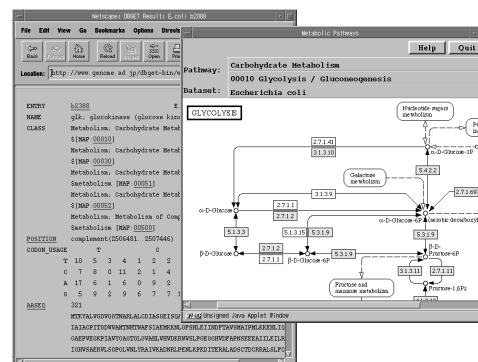 Netscape: DBGET Result: E.coli b2388
File Edit View Go Bookmarks Options
Back Home Reload Open
Location: http://www.genome.ad.jp/dbget-bin/
ENTRY b2388 E.
NAME glk; glucokinase (glucose kin
CLASS Metabolism; Carbohydrate Metab
$[MAP:00010]
Metabolism; Carbohydrate Metab
$[MAP:00030]
Metabolism; Carbohydrate Metab
$metabolism [MAP:00051]
Metabolism; Carbohydrate Metab
$[MAP:00052]
Metabolism; Metabolism of Comp
$metabolism [MAP:00500]
POSITION complement(2506481. 2507446)
CODON_USAGE T C
T 10 5 3 4 1 2 2
C 7 8 0 11 2 1 4
A 17 6 1 6 0 9 2
G 5 9 2 9 6 7 7
AASEQ 321
Metabolic Pathways
Help Quit
Pathway: Carbohydrate Metabolism
00010 Glycolysis / Gluconeogenesis
Dataset: Escherichia coli
GLYCOLYSIS
Nucleotide sugars
metabolism
2.7.1.41
3.1.3.10
α-D-Glucose-1P
5.4.2.2
Galactose
metabolism
3.1.3.9
2.7.1.69
2.7.1.1
α-D-Glucose
2.7.1.2
α-D-Glucose-6P
5.1.3.3
5.1.3.15 5.3.1.9
5.3.1.9
2.7.1.2
β-D-Glucose
2.7.1.1
β-D-Glucose-6P
5.3.1.9
β-D-
Fructose-6P
Fructose and
mannose metabolism
3.1.3.11 2.7.1.11
Unsigned Java Applet Window